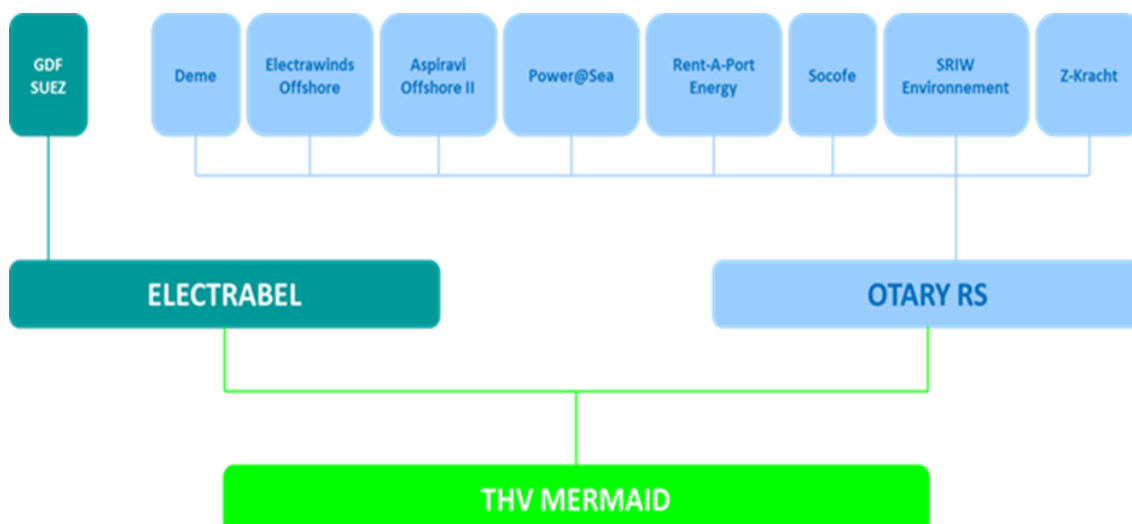 GDF
SUEZ
Deme
Electrawinds
Offshore
Aspiravi
Offshore II
Power@Sea
Rent-A-Port
Energy
Socofe
SRIW
Environnement
Z-Kracht
ELECTRABEL
OTARY RS
THV MERMAID